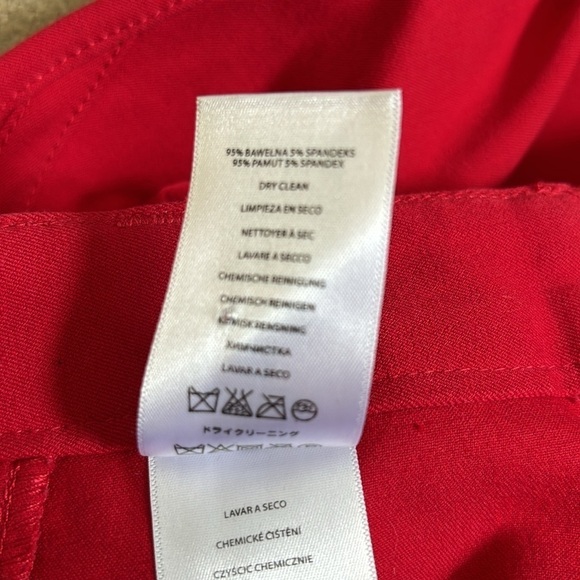 95% BAWEŁNA 5% SPANDEKS
95% PAMUT 5% SPANDEX
DRY CLEAN
LIMPIEZA EN SECO
NETTOYER À SEC
LAVARE A SECCO
CHEMISCHE REINIGUNG
CHEMISCH REINIGEN
KEMISK RENSNING
ХИМЧИСТКА
LAVAR A SECO
ドライクリーニング
LAVAR A SECO
CHEMICKÉ ČIŠTĚNÍ
CZYŚCIĆ CHEMICZNIE